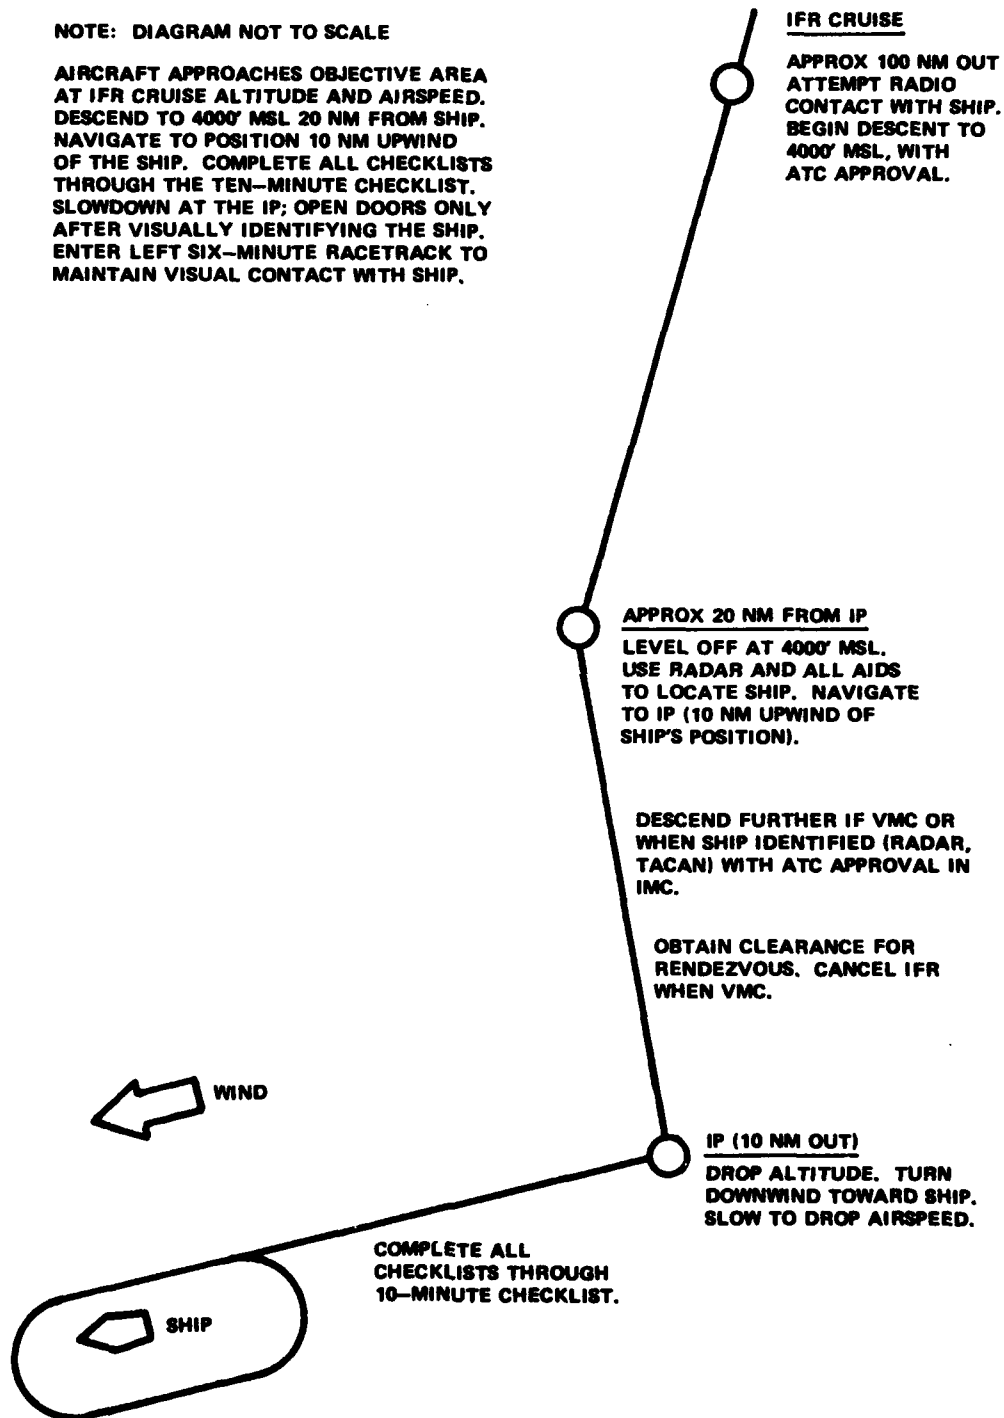 NOTE: DIAGRAM NOT TO SCALE
AIRCRAFT APPROACHES OBJECTIVE AREA
AT IFR CRUISE ALTITUDE AND AIRSPEED.
DESCEND TO 4000' MSL 20 NM FROM SHIP.
NAVIGATE TO POSITION 10 NM UPWIND
OF THE SHIP. COMPLETE ALL CHECKLISTS
THROUGH THE TEN-MINUTE CHECKLIST.
SLOWDOWN AT THE IP; OPEN DOORS ONLY
AFTER VISUALLY IDENTIFYING THE SHIP.
ENTER LEFT SIX-MINUTE RACETRACK TO
MAINTAIN VISUAL CONTACT WITH SHIP.
IFR CRUISE
APPROX 100 NM OUT
ATTEMPT RADIO
CONTACT WITH SHIP.
BEGIN DESCENT TO
4000' MSL, WITH
ATC APPROVAL.
APPROX 20 NM FROM IP
LEVEL OFF AT 4000' MSL.
USE RADAR AND ALL AIDS
TO LOCATE SHIP. NAVIGATE
TO IP (10 NM UPWIND OF
SHIP'S POSITION).
DESCEND FURTHER IF VMC OR
WHEN SHIP IDENTIFIED (RADAR,
TACAN) WITH ATC APPROVAL IN
IMC.
OBTAIN CLEARANCE FOR
RENDEZVOUS. CANCEL IFR
WHEN VMC.
WIND
IP (10 NM OUT)
DROP ALTITUDE. TURN
DOWNWIND TOWARD SHIP.
SLOW TO DROP AIRSPEED.
COMPLETE ALL
CHECKLISTS THROUGH
10-MINUTE CHECKLIST.
SHIP